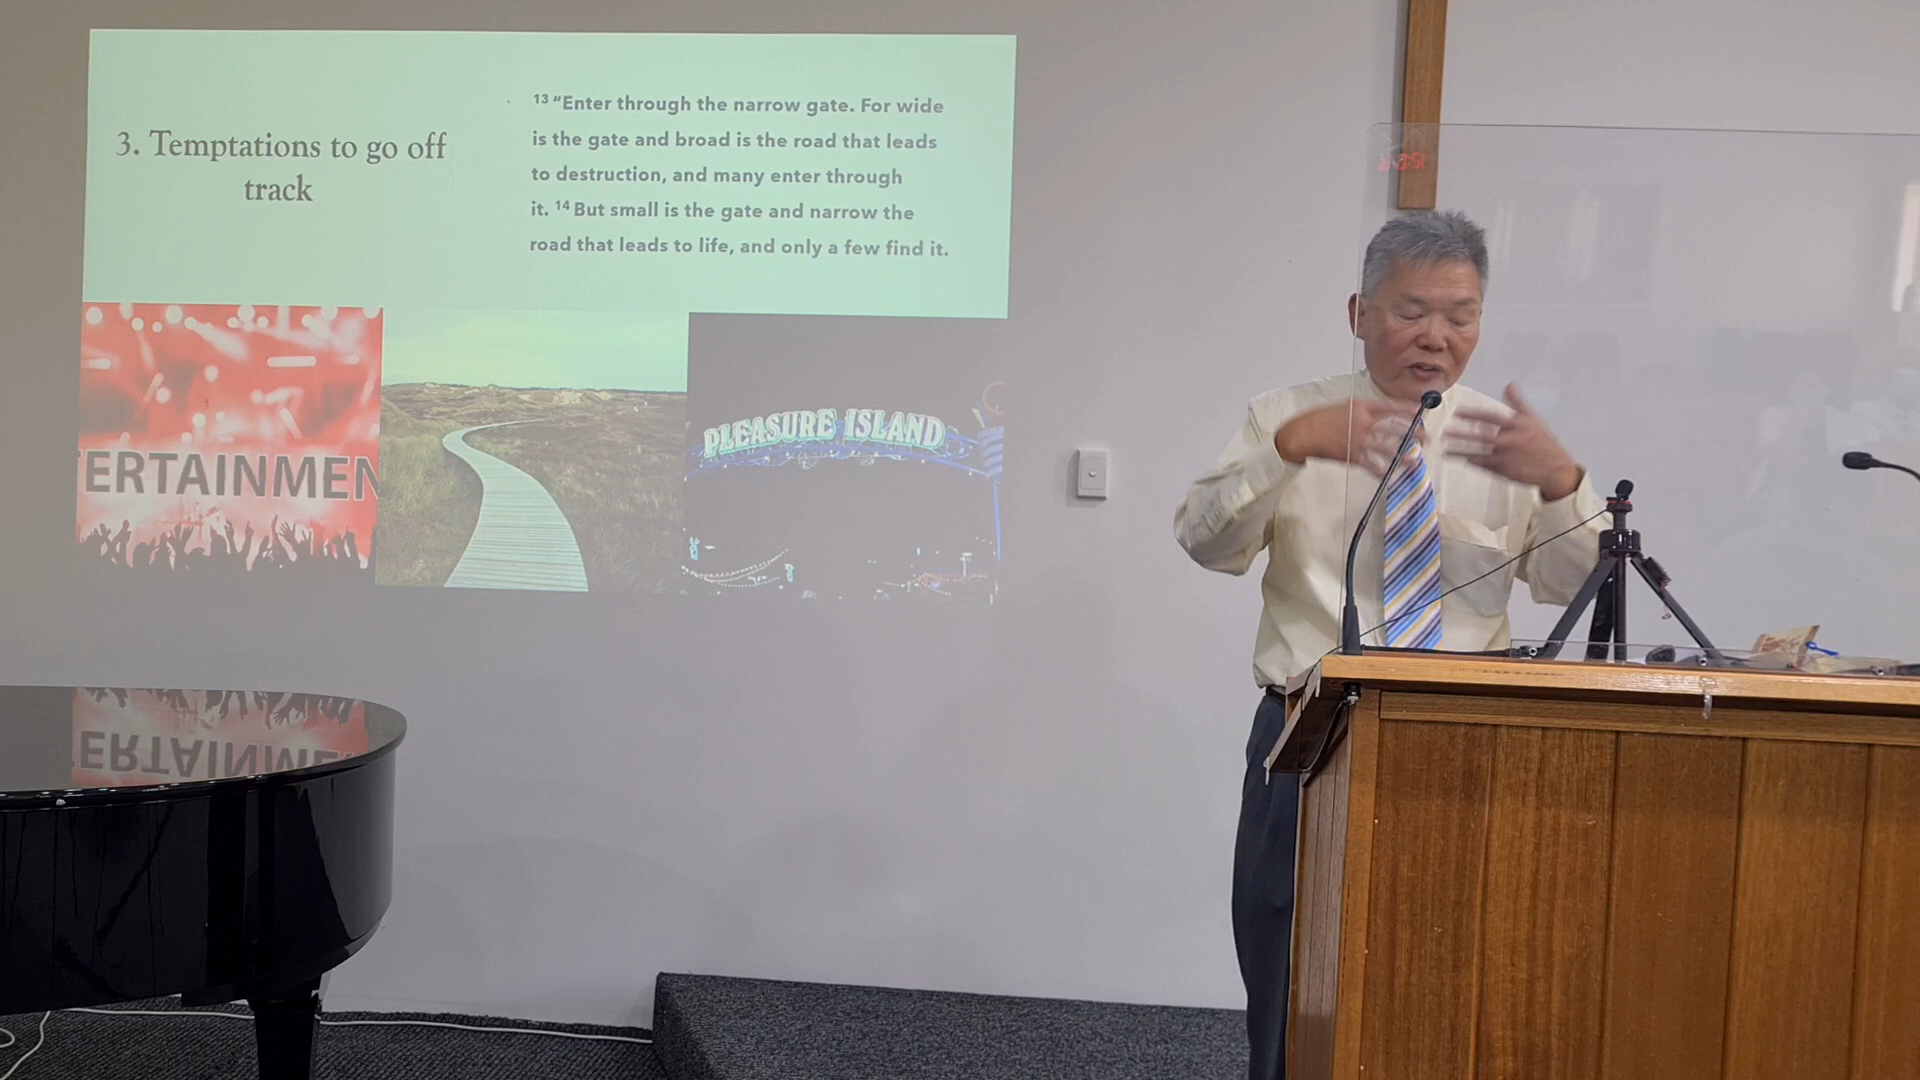 3. Temptations to go off
track
13 "Enter through the narrow gate. For wide
is the gate and broad is the road that leads
to destruction, and many enter through
it. 14 But small is the gate and narrow the
road that leads to life, and only a few find it.
ERTAINMEN
PLEASURE ISLAND
ERTAINME